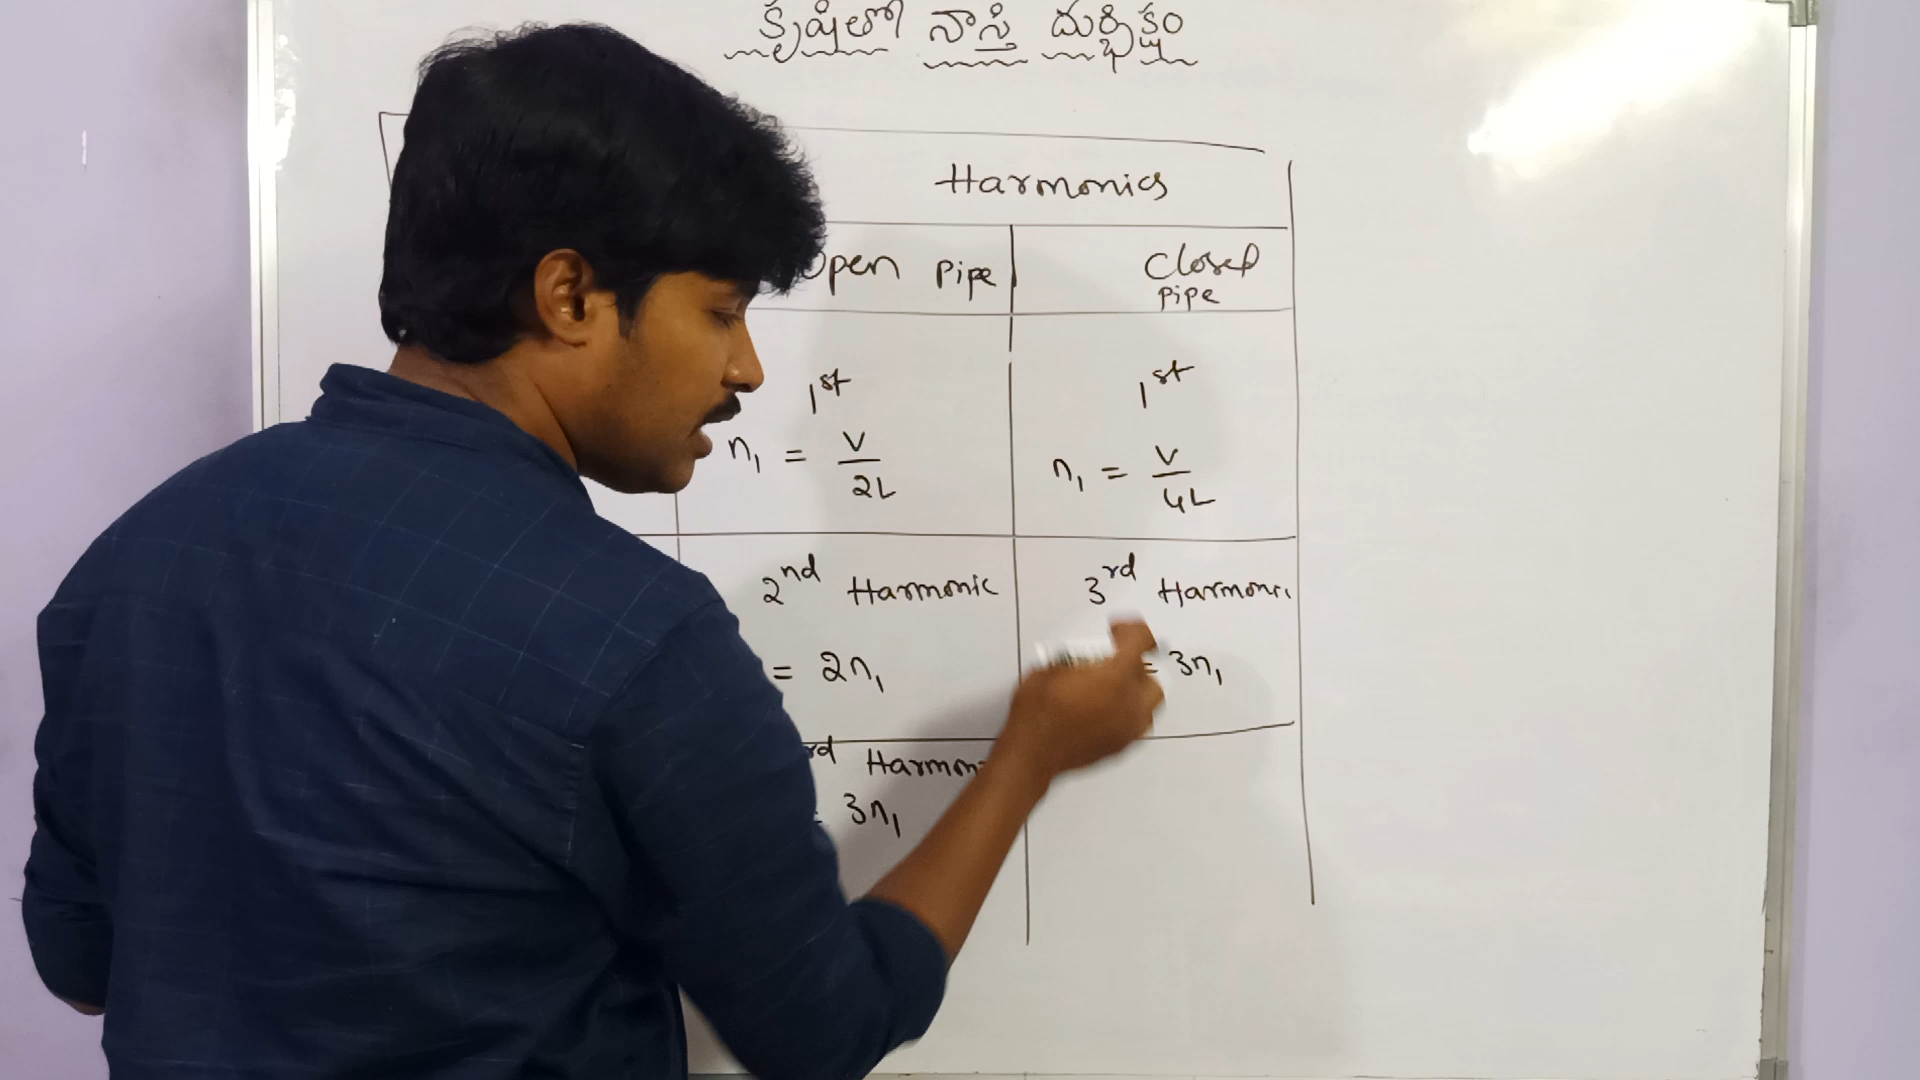 కృషితో నాస్తి దుర్భిక్షం
Harmonics
Open Pipe
Closed
pipe
1st
n₁ = V/2L
1st
n₁ = V/4L
2nd Harmonic
= 2n₁
3rd Harmoni
= 3n₁
rd Harmon
= 3n₁